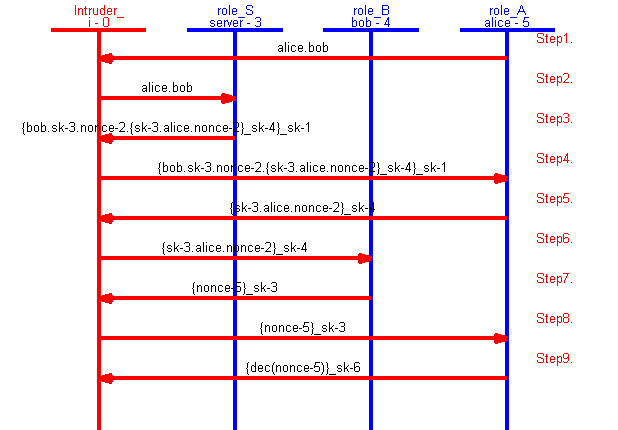 Intruder_
i - 0
role_S
server - 3
role_B
bob - 4
role_A
alice - 5
Step1.
alice.bob
Step2.
alice.bob
Step3.
{bob.sk-3.nonce-2.{sk-3.alice.nonce-2}_sk-4}_sk-1
Step4.
{bob.sk-3.nonce-2.{sk-3.alice.nonce-2}_sk-4}_sk-1
Step5.
{sk-3.alice.nonce-2}_sk-4
Step6.
{sk-3.alice.nonce-2}_sk-4
Step7.
{nonce-5}_sk-3
Step8.
{nonce-5}_sk-3
Step9.
{dec(nonce-5)}_sk-6